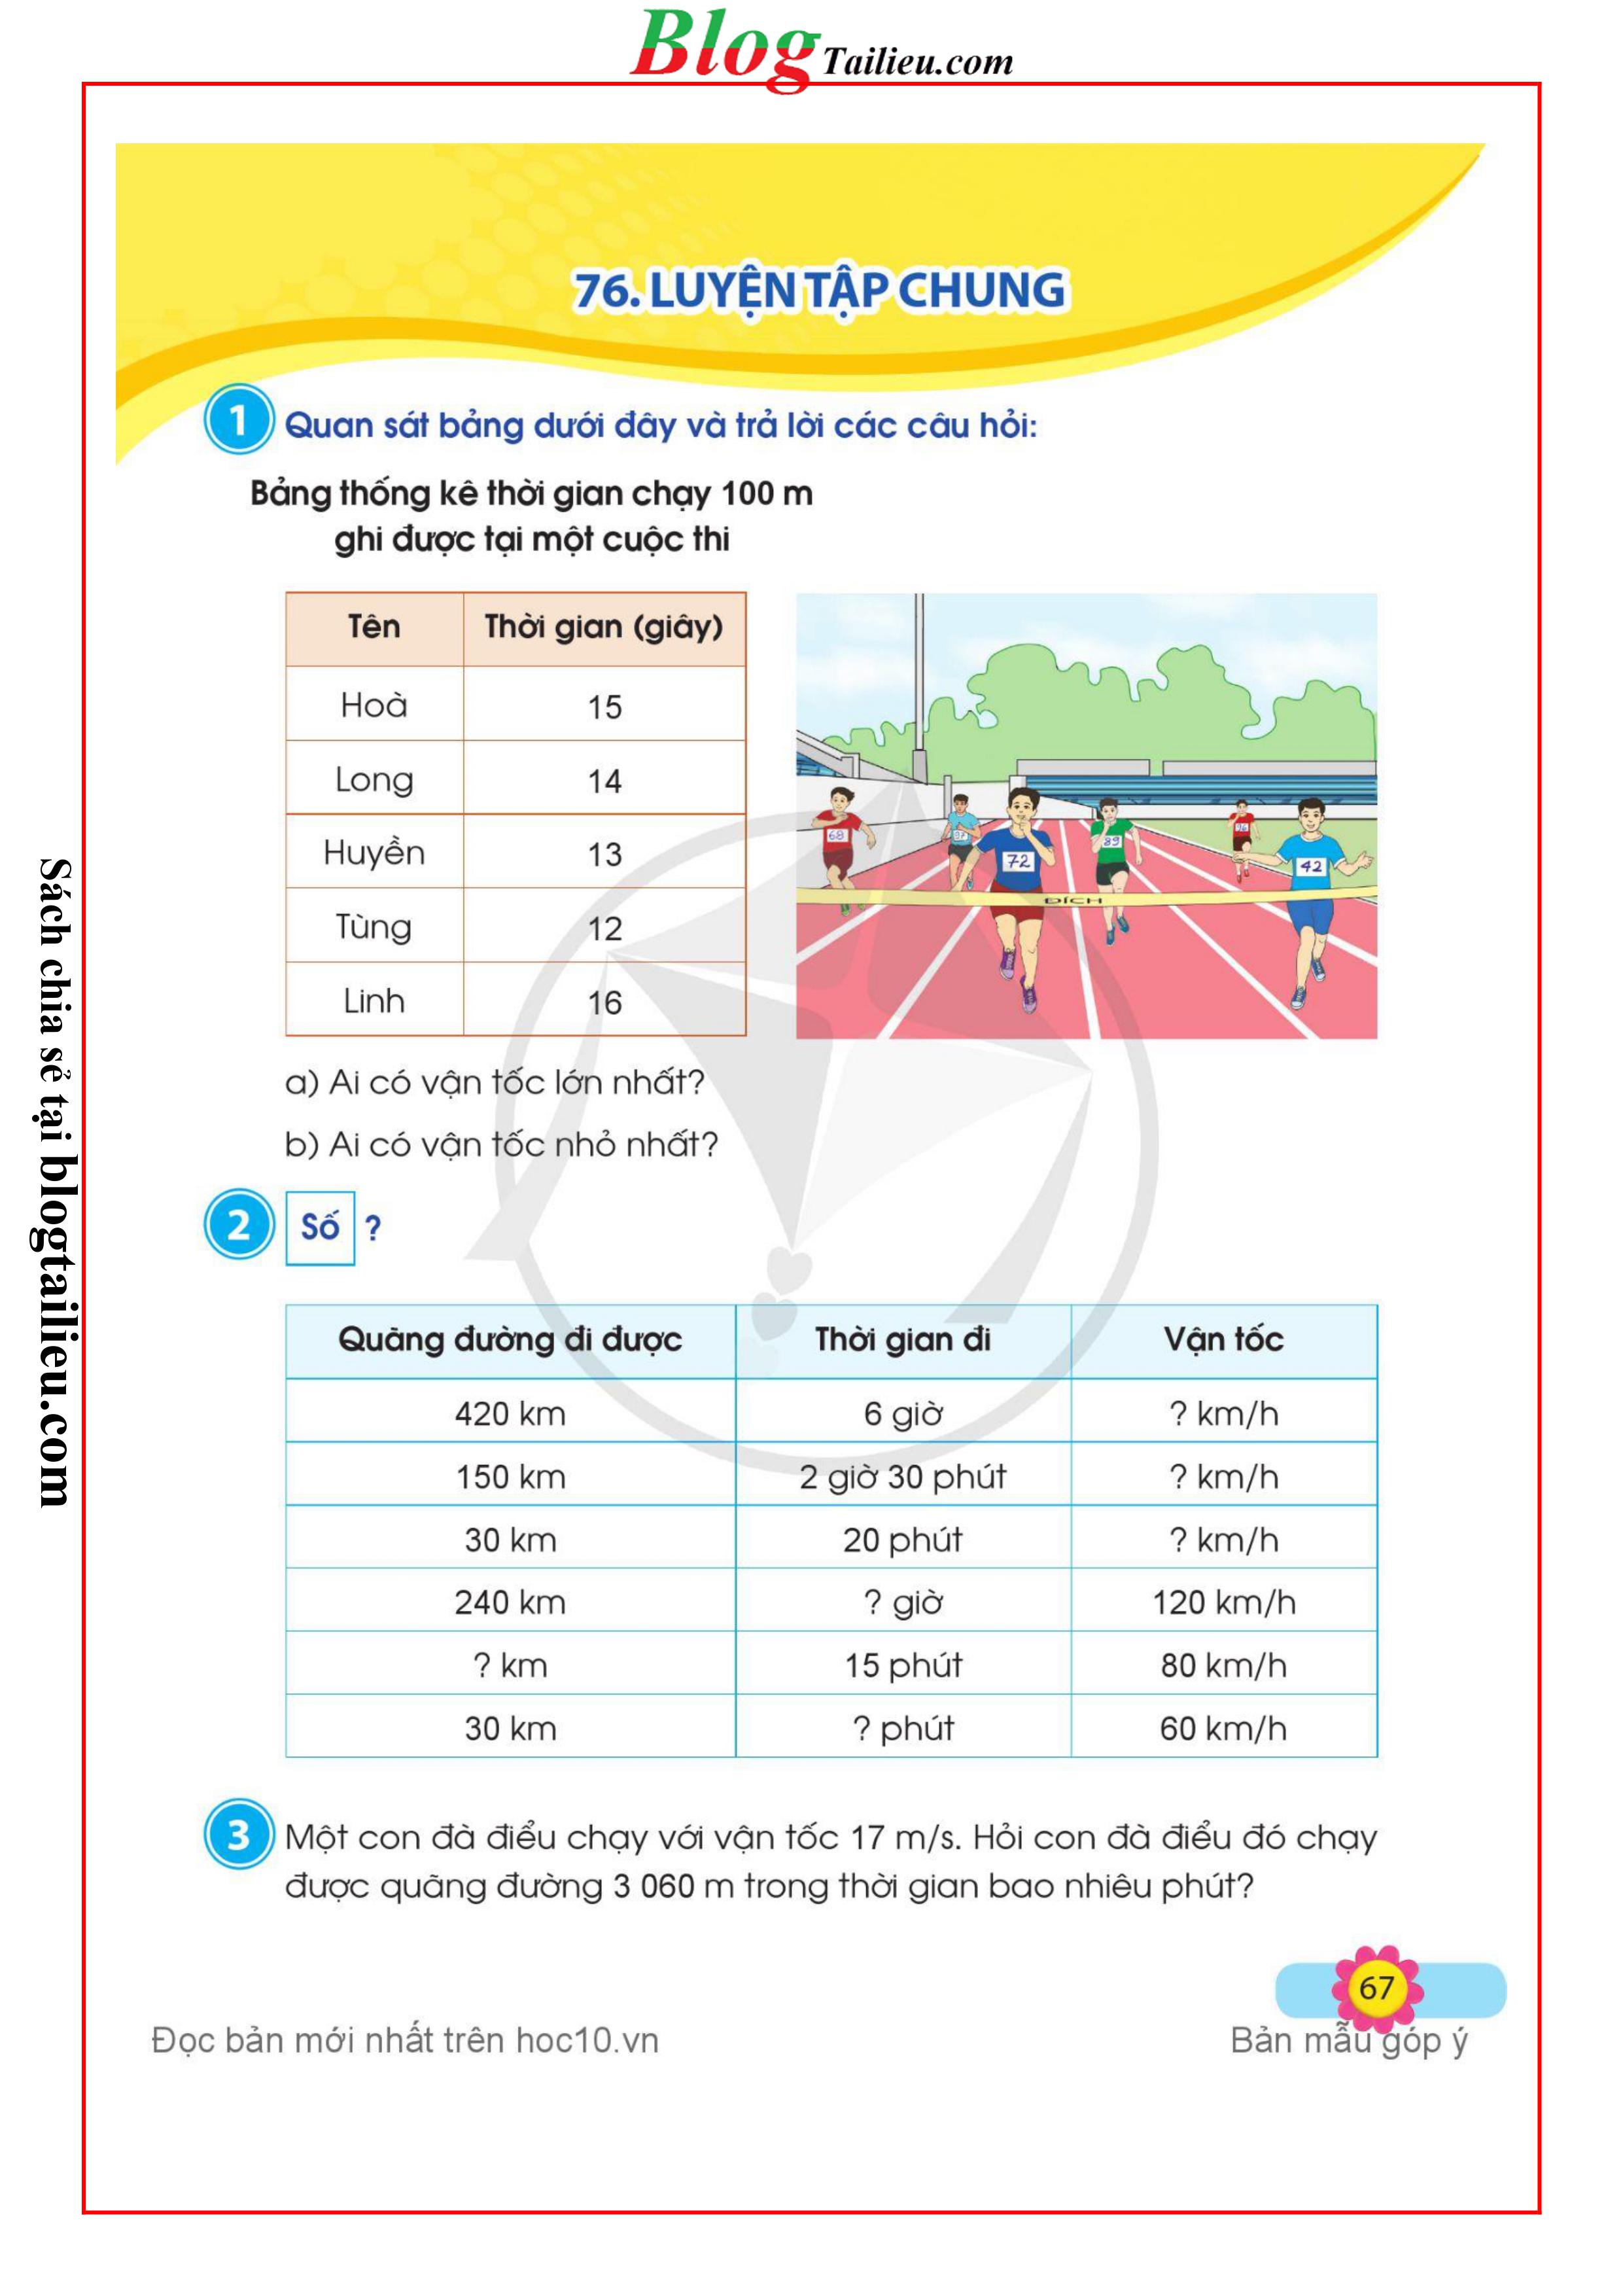 Blog Tailieu.com
76. LUYỆN TẬP CHUNG
1 Quan sát bảng dưới đây và trả lời các câu hỏi:
Bảng thống kê thời gian chạy 100 m
ghi được tại một cuộc thi
Tên Thời gian (giây)
Hoà 15
Long 14
Huyền 13
Tùng 12
Linh 16
68
87
72
89
96
42
ĐÍCH
a) Ai có vận tốc lớn nhất?
b) Ai có vận tốc nhỏ nhất?
2 Số ?
Quãng đường đi được Thời gian đi Vận tốc
420 km 6 giờ ? km/h
150 km 2 giờ 30 phút ? km/h
30 km 20 phút ? km/h
240 km ? giờ 120 km/h
? km 15 phút 80 km/h
30 km ? phút 60 km/h
3 Một con đà điểu chạy với vận tốc 17 m/s. Hỏi con đà điểu đó chạy
được quãng đường 3 060 m trong thời gian bao nhiêu phút?
67
Đọc bản mới nhất trên hoc10.vn Bản mẫu góp ý
Sách chia sẻ tại blogtailieu.com